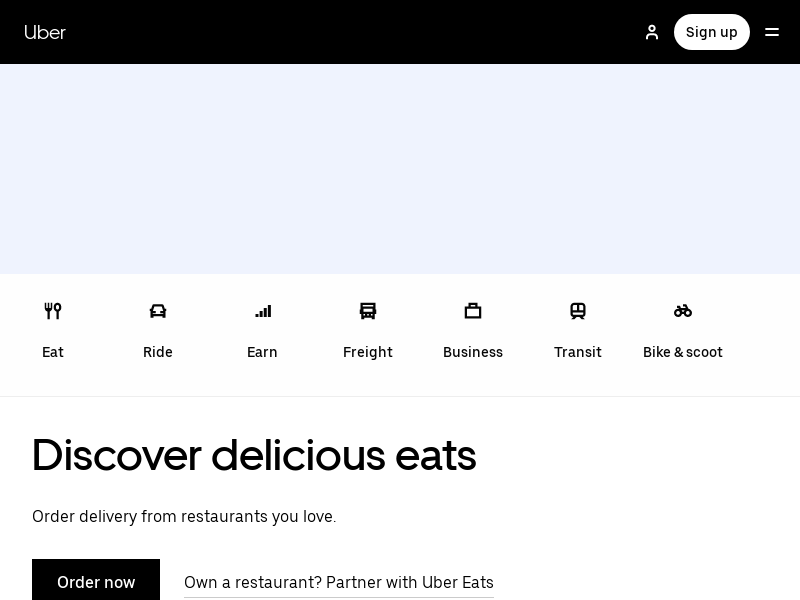 Uber
Sign up
Eat
Ride
Earn
Freight
Business
Transit
Bike & scoot
Discover delicious eats
Order delivery from restaurants you love.
Order now
Own a restaurant? Partner with Uber Eats